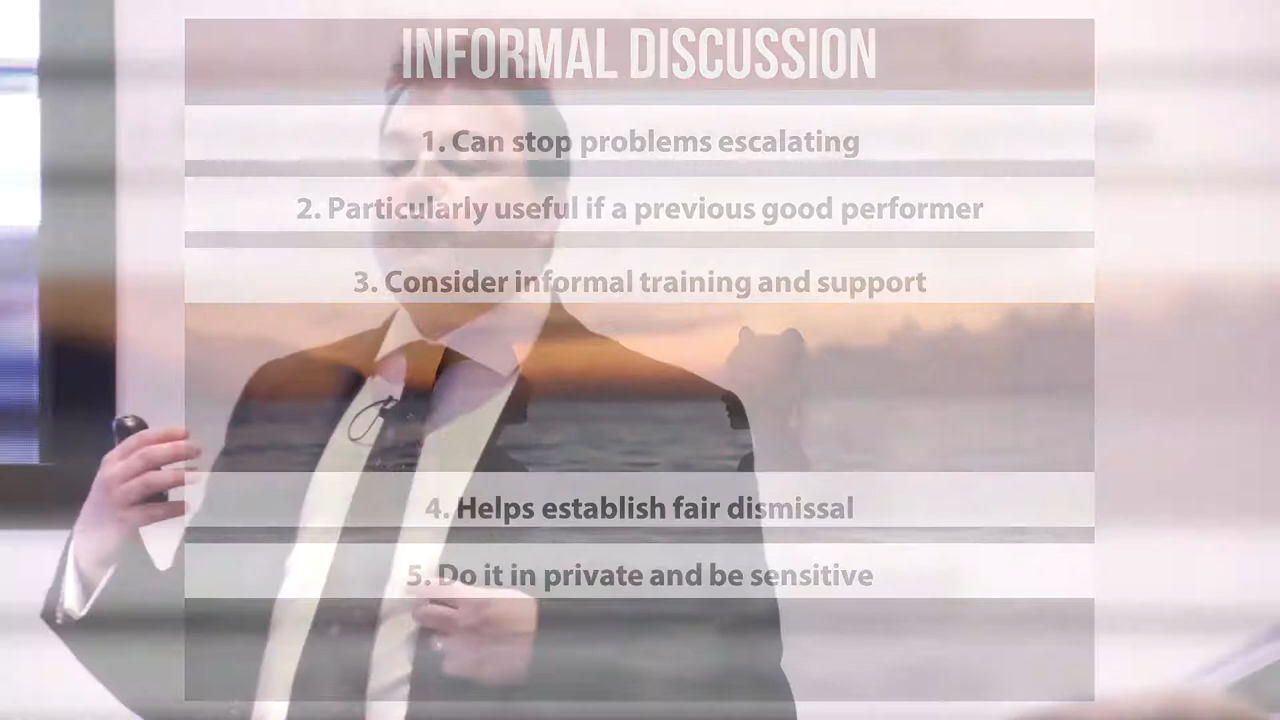 INFORMAL DISCUSSION
1. Can stop problems escalating
2. Particularly useful if a previous good performer
3. Consider informal training and support
4. Helps establish fair dismissal
5. Do it in private and be sensitive